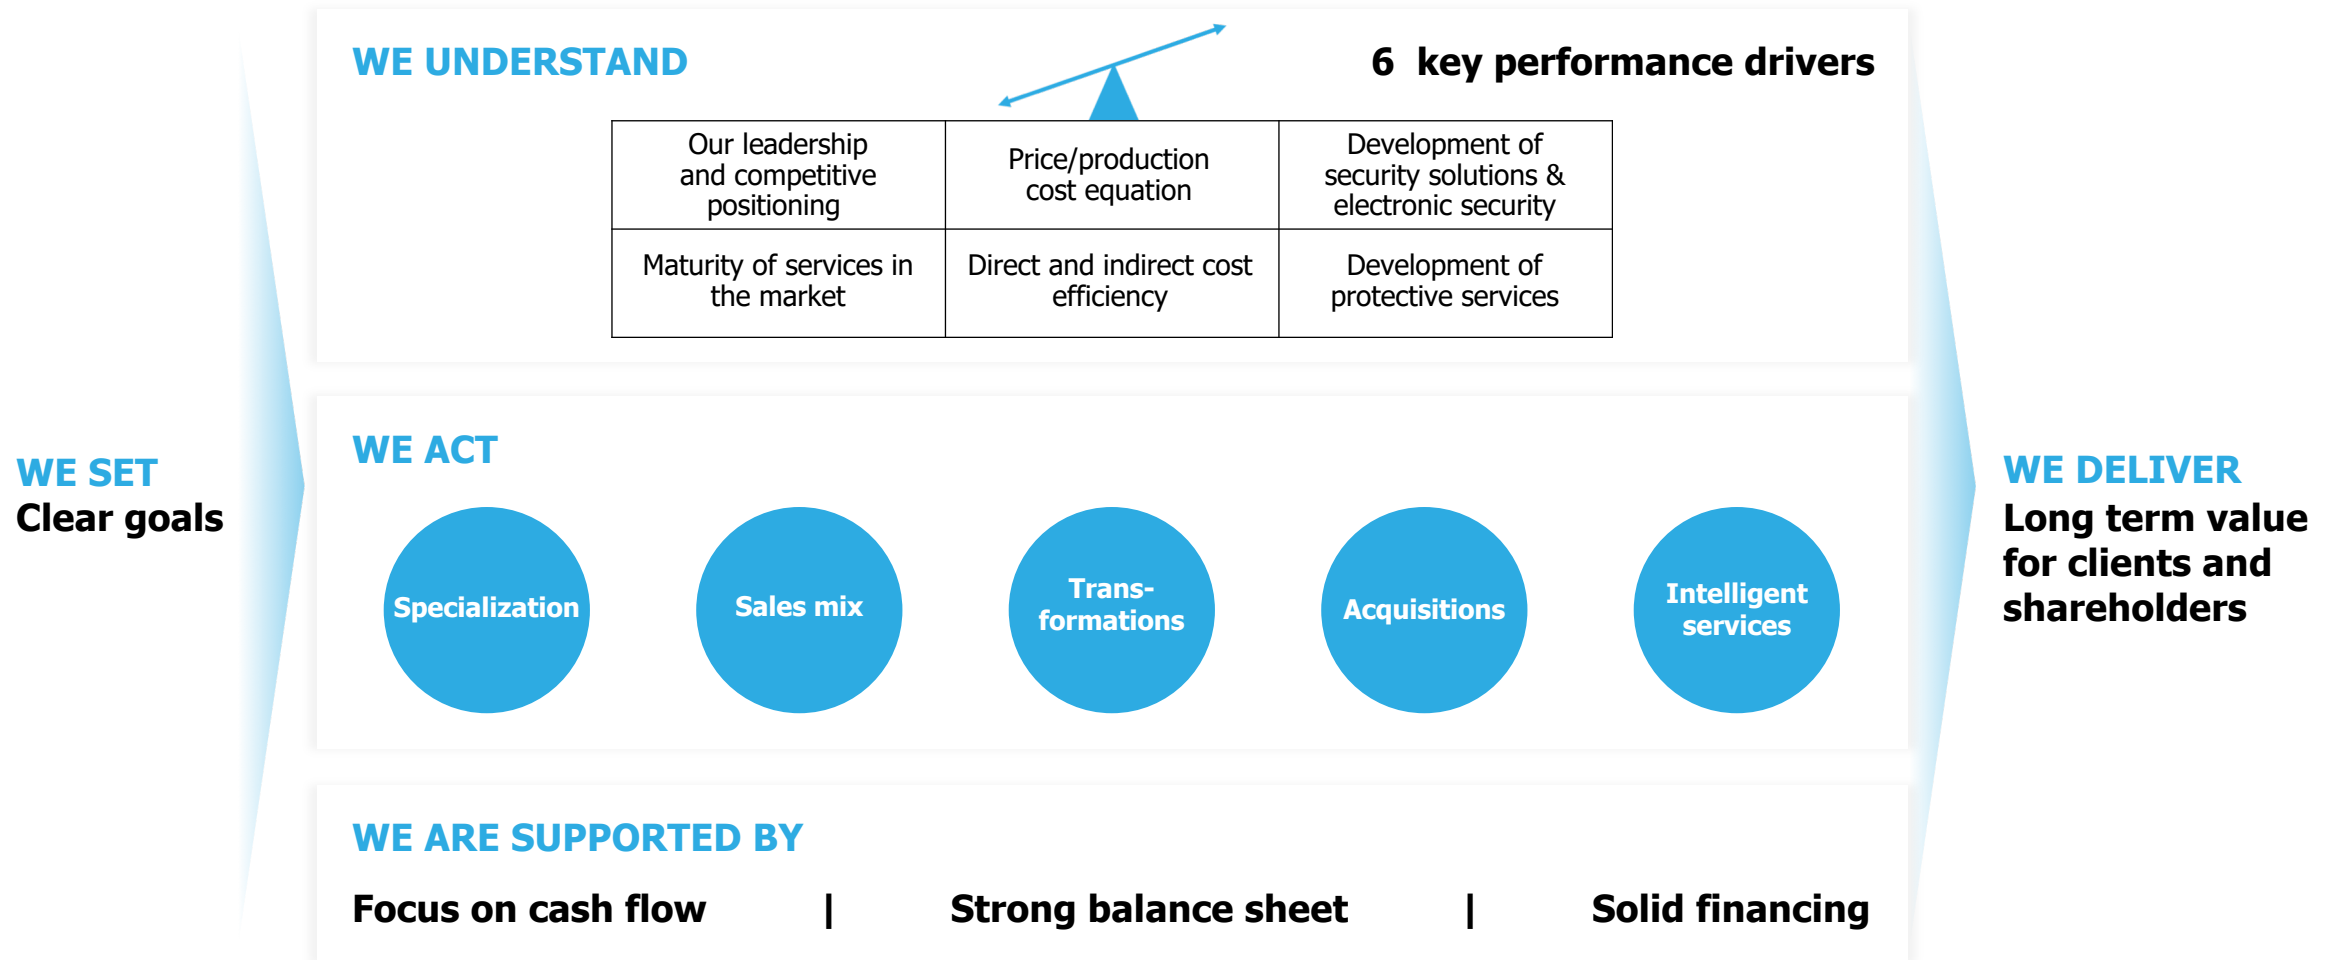 WE UNDERSTAND
6 key performance drivers
Our leadership
and competitive
positioning
Price/production
cost equation
Development of
security solutions &
electronic security
Maturity of services in
the market
Direct and indirect cost
efficiency
Development of
protective services
WE SET
Clear goals
WE ACT
Specialization
Sales mix
Trans-
formations
Acquisitions
Intelligent
services
WE DELIVER
Long term value
for clients and
shareholders
WE ARE SUPPORTED BY
Focus on cash flow | Strong balance sheet | Solid financing